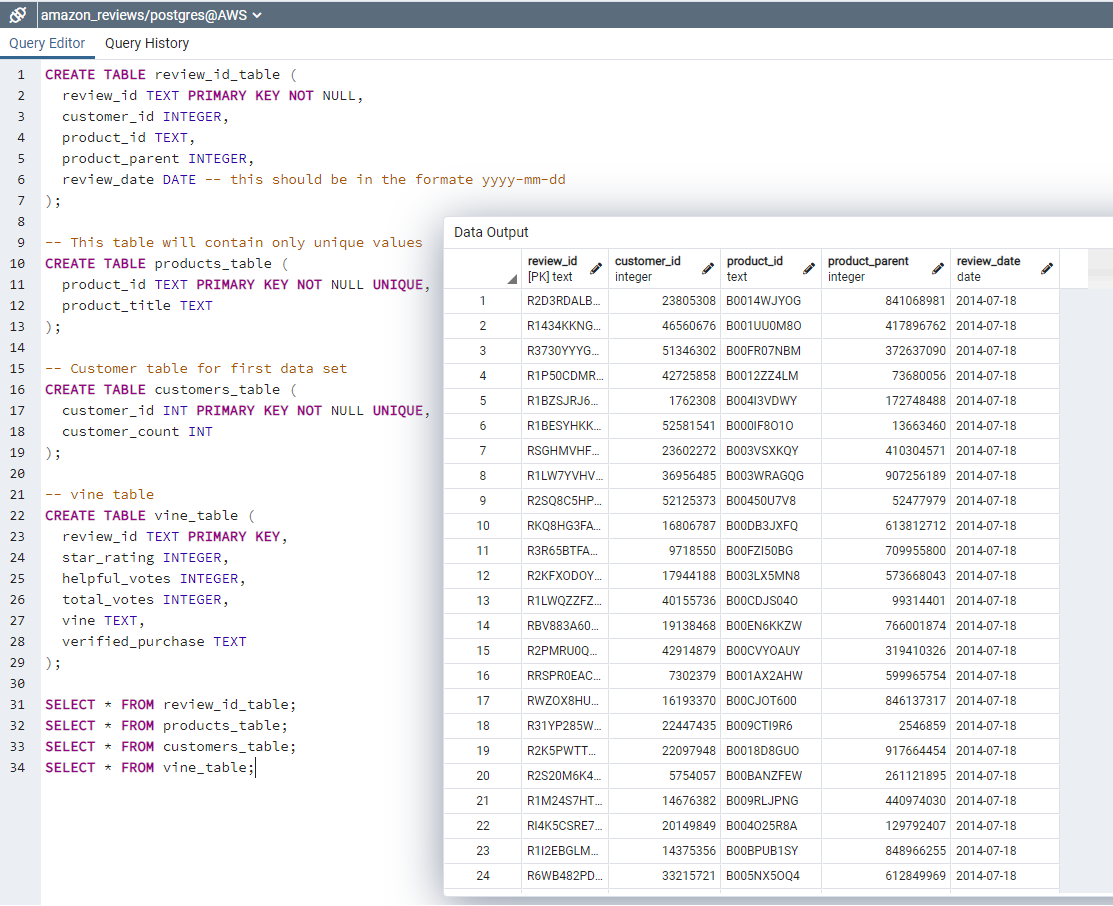 amazon_reviews/postgres@AWS
Query Editor Query History
1 CREATE TABLE review_id_table (
2 review_id TEXT PRIMARY KEY NOT NULL,
3 customer_id INTEGER,
4 product_id TEXT,
5 product_parent INTEGER,
6 review_date DATE -- this should be in the formate yyyy-mm-dd
7 );
8
9 -- This table will contain only unique values
10 CREATE TABLE products_table (
11 product_id TEXT PRIMARY KEY NOT NULL UNIQUE,
12 product_title TEXT
13 );
14
15 -- Customer table for first data set
16 CREATE TABLE customers_table (
17 customer_id INT PRIMARY KEY NOT NULL UNIQUE,
18 customer_count INT
19 );
20
21 -- vine table
22 CREATE TABLE vine_table (
23 review_id TEXT PRIMARY KEY,
24 star_rating INTEGER,
25 helpful_votes INTEGER,
26 total_votes INTEGER,
27 vine TEXT,
28 verified_purchase TEXT
29 );
30
31 SELECT * FROM review_id_table;
32 SELECT * FROM products_table;
33 SELECT * FROM customers_table;
34 SELECT * FROM vine_table;
Data Output
review_id customer_id product_id product_parent review_date
[PK] text integer text integer date
1 R2D3RDALB... 23805308 B0014WJYOG 841068981 2014-07-18
2 R1434KKNG... 46560676 B001UU0M8O 417896762 2014-07-18
3 R3730YYYG... 51346302 B00FR07NBM 372637090 2014-07-18
4 R1P50CDMR... 42725858 B0012ZZ4LM 73680056 2014-07-18
5 R1BZSJRJ6... 1762308 B004I3VDWY 172748488 2014-07-18
6 R1BESYHKK... 52581541 B000IF8O1O 13663460 2014-07-18
7 RSGHMVHF... 23602272 B003VSXKQY 410304571 2014-07-18
8 R1LW7YVHV... 36956485 B003WRAGQG 907256189 2014-07-18
9 R2SQ8C5HP... 52125373 B00450U7V8 52477979 2014-07-18
10 RKQ8HG3FA... 16806787 B00DB3JXFQ 613812712 2014-07-18
11 R3R65BTFA... 9718550 B00FZI50BG 709955800 2014-07-18
12 R2KFXODOY... 17944188 B003LX5MN8 573668043 2014-07-18
13 R1LWQZZFZ... 40155736 B00CDJS04O 99314401 2014-07-18
14 RBV883A60... 19138468 B00EN6KKZW 766001874 2014-07-18
15 R2PMRU0Q... 42914879 B00CVYOAUY 319410326 2014-07-18
16 RRSPR0EAC... 7302379 B001AX2AHW 599965754 2014-07-18
17 RWZOX8HU... 16193370 B00CJOT600 846137317 2014-07-18
18 R31YP285W... 22447435 B009CTI9R6 2546859 2014-07-18
19 R2K5PWTT... 22097948 B0018D8GUO 917664454 2014-07-18
20 R2S20M6K4... 5754057 B00BANZFEW 261121895 2014-07-18
21 R1M24S7HT... 14676382 B009RLJPNG 440974030 2014-07-18
22 RI4K5CSRE7... 20149849 B004O25R8A 129792407 2014-07-18
23 R1I2EBGLM... 14375356 B00BPUB1SY 848966255 2014-07-18
24 R6WB482PD... 33215721 B005NX5OQ4 612849969 2014-07-18